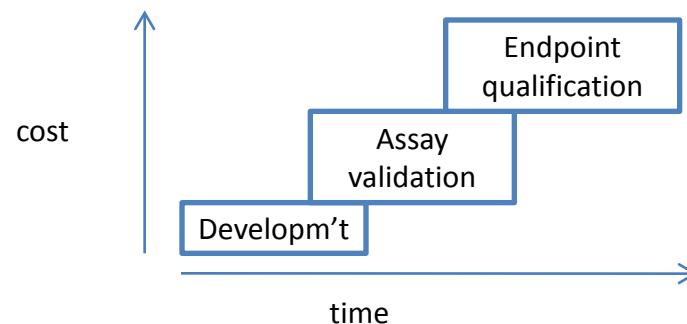 Endpoint
qualification
cost
Assay
validation
Developm’t
time